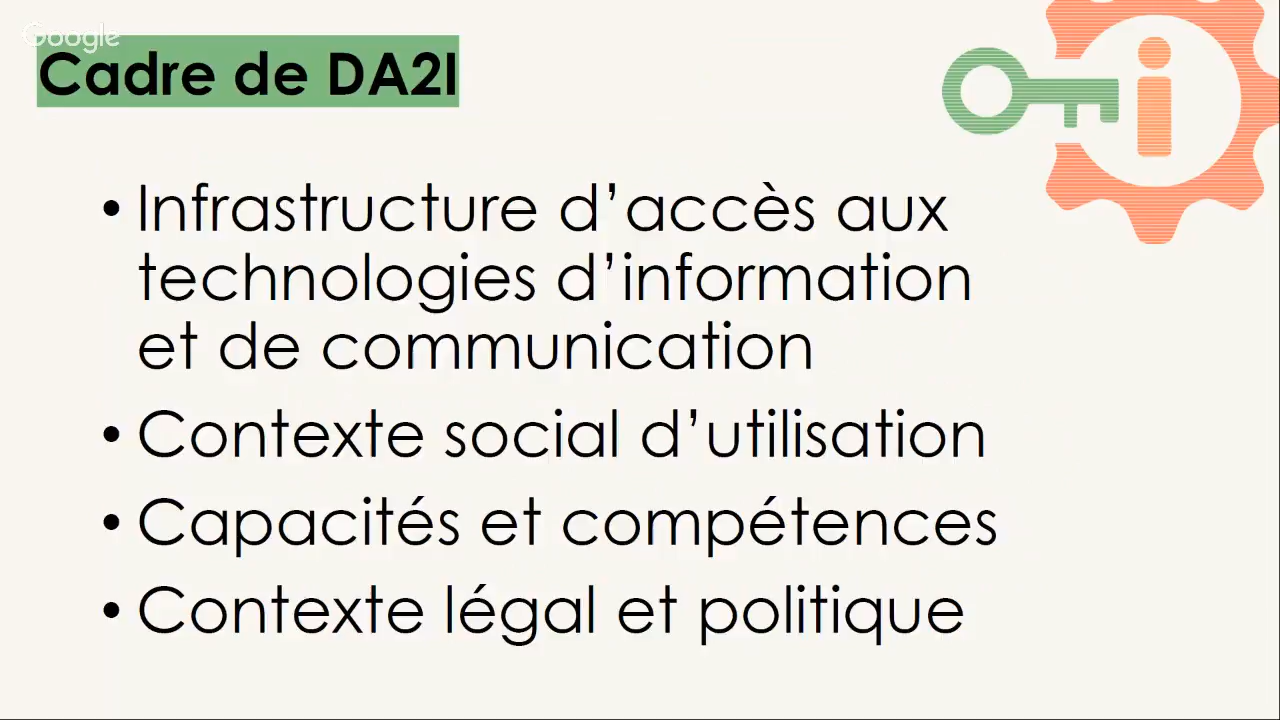 Google
Cadre de DA2I
• Infrastructure d’accès aux
technologies d’information
et de communication
• Contexte social d’utilisation
• Capacités et compétences
• Contexte légal et politique